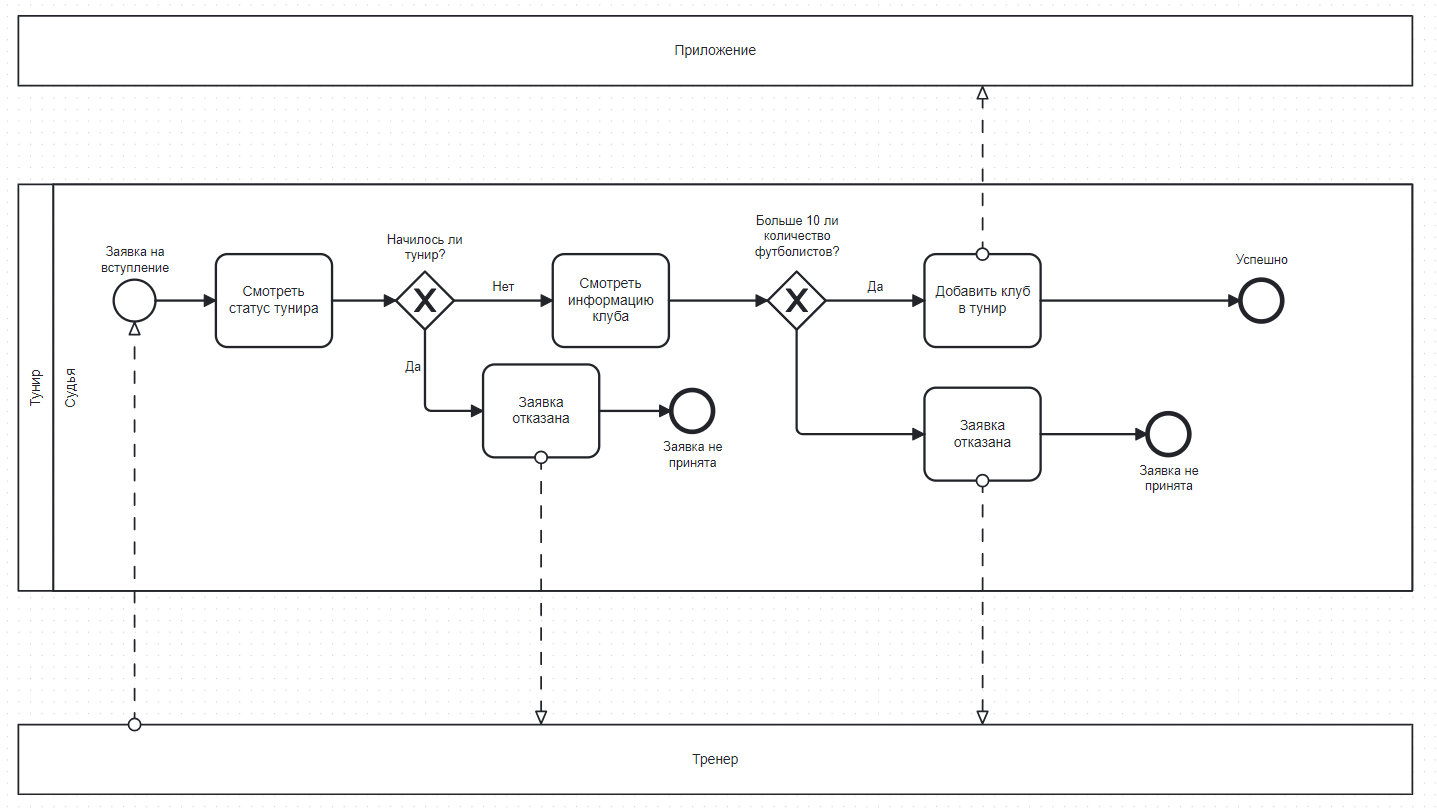 Приложение
Тунир
Судья
Заявка на
вступление
Смотреть
статус тунира
Начилось ли
тунир?
Нет
Да
Смотреть
информацию
клуба
Заявка
отказана
Заявка не
принята
Больше 10 ли
количество
футболистов?
Да
Добавить клуб
в тунир
Успешно
Заявка
отказана
Заявка не
принята
Тренер